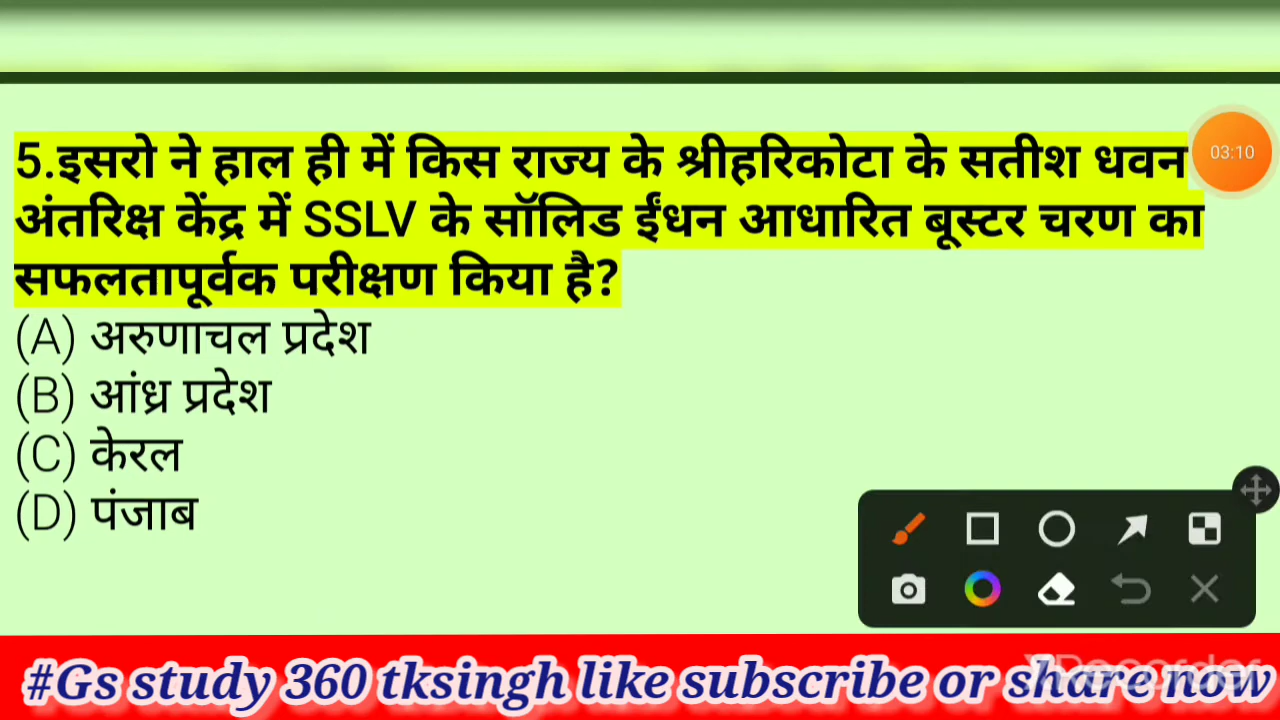 5.इसरो ने हाल ही में किस राज्य के श्रीहरिकोटा के सतीश धवन
03:10
अंतरिक्ष केंद्र में SSLV के सॉलिड ईंधन आधारित बूस्टर चरण का
सफलतापूर्वक परीक्षण किया है?
(A) अरुणाचल प्रदेश
(B) आंध्र प्रदेश
(C) केरल
(D) पंजाब
#Gs study 360 tksingh like subscribe or share now
XRecorder